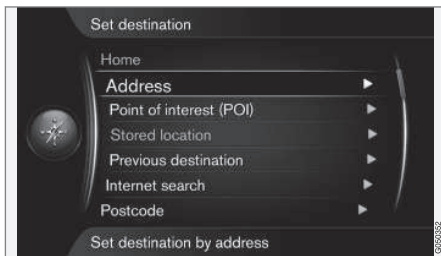 Set destination
Home
Address
Point of interest (POI)
Stored location
Previous destination
Internet search
Postcode
Set destination by address
G050352